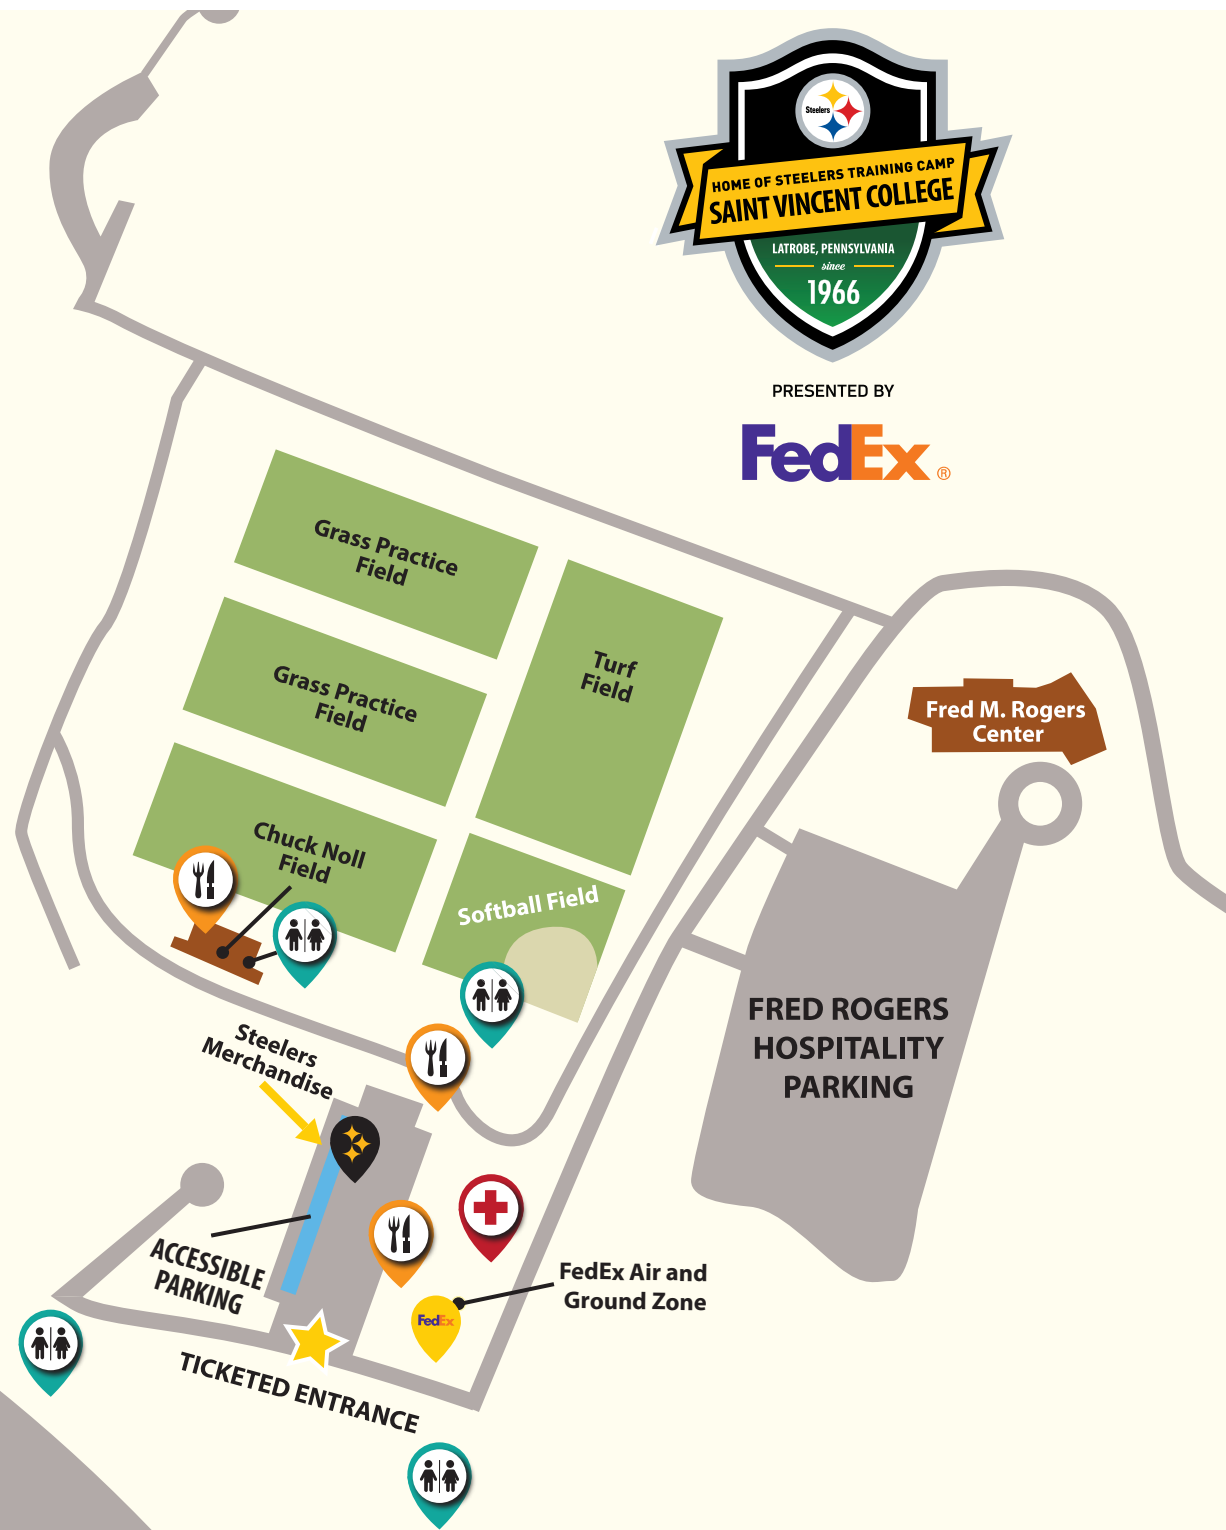 Steelers
HOME OF STEELERS TRAINING CAMP
SAINT VINCENT COLLEGE
LATROBE, PENNSYLVANIA
since
1966
PRESENTED BY
FedEx®
Grass Practice
Field
Turf
Field
Grass Practice
Field
Fred M. Rogers
Center
Chuck Noll
Field
Softball Field
FRED ROGERS
HOSPITALITY
PARKING
Steelers
Merchandise
ACCESSIBLE
PARKING
FedEx Air and
Ground Zone
FedEx
TICKETED ENTRANCE